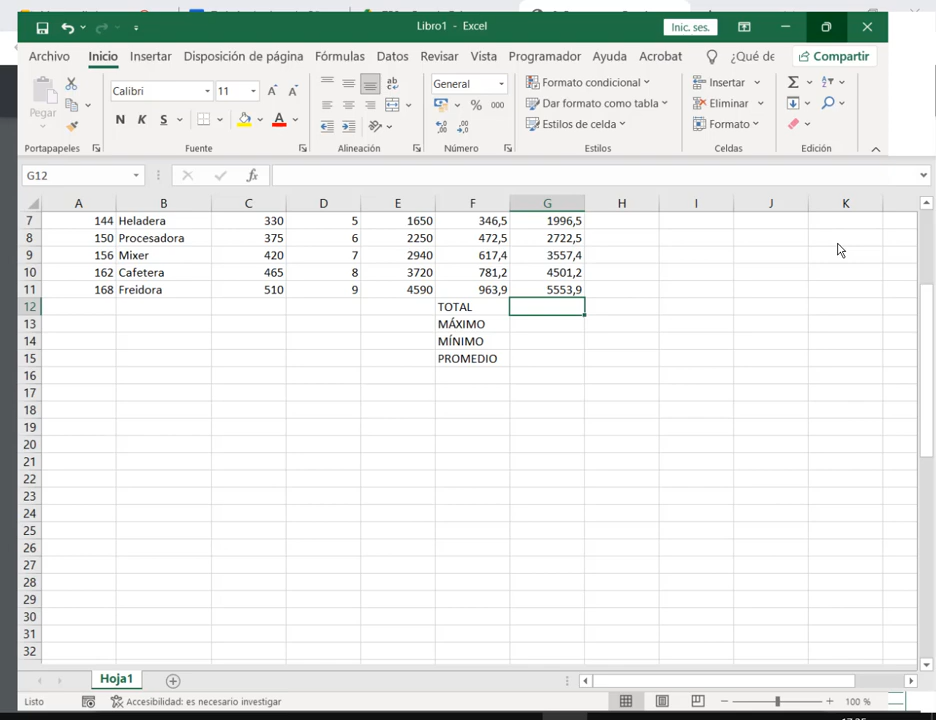 Libro1 - Excel
Inic. ses.
Archivo Inicio Insertar Disposición de página Fórmulas Datos Revisar Vista Programador Ayuda Acrobat ¿Qué de Compartir
Pegar
Portapapeles
Calibri 11
N K S
Fuente
Alineación
General
% 000
Número
Formato condicional
Dar formato como tabla
Estilos de celda
Estilos
Insertar
Eliminar
Formato
Celdas
Edición
G12 fx
A B C D E F G H I J K
7 144 Heladera 330 5 1650 346,5 1996,5
8 150 Procesadora 375 6 2250 472,5 2722,5
9 156 Mixer 420 7 2940 617,4 3557,4
10 162 Cafetera 465 8 3720 781,2 4501,2
11 168 Freidora 510 9 4590 963,9 5553,9
12 TOTAL
13 MÁXIMO
14 MÍNIMO
15 PROMEDIO
16
17
18
19
20
21
22
23
24
25
26
27
28
29
30
31
32
Hoja1
Listo Accesibilidad: es necesario investigar 100 %